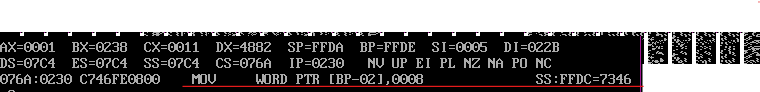 AX=0001 BX=0238 CX=0011 DX=4882 SP=FFDA BP=FFDE SI=0005 DI=022B
DS=07C4 ES=07C4 SS=07C4 CS=076A IP=0230 NV UP EI PL NZ NA PO NC
076A:0230 C746FE0800 MOV WORD PTR [BP-02],0008 SS:FFDC=7346